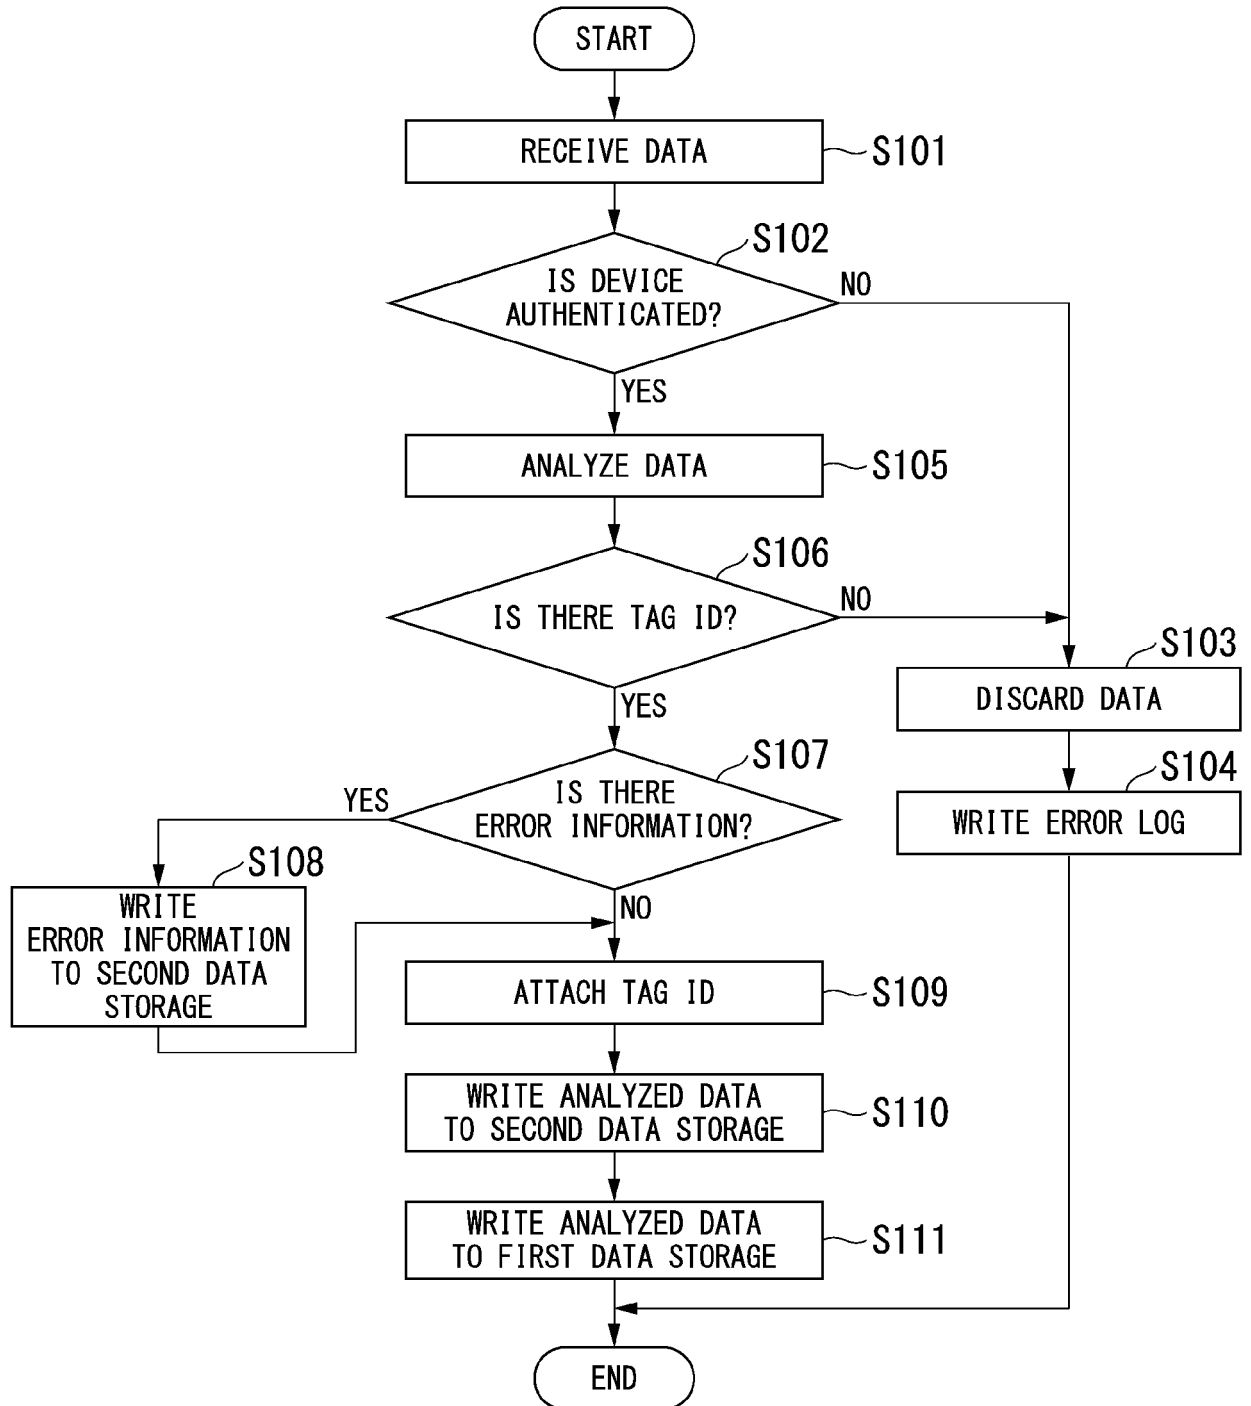 START
RECEIVE DATA
S101
S102
IS DEVICE
AUTHENTICATED?
NO
YES
ANALYZE DATA
S105
S106
IS THERE TAG ID?
NO
YES
S103
DISCARD DATA
S107
IS THERE
ERROR INFORMATION?
YES
NO
S104
WRITE ERROR LOG
S108
WRITE
ERROR INFORMATION
TO SECOND DATA
STORAGE
ATTACH TAG ID
S109
WRITE ANALYZED DATA
TO SECOND DATA STORAGE
S110
WRITE ANALYZED DATA
TO FIRST DATA STORAGE
S111
END